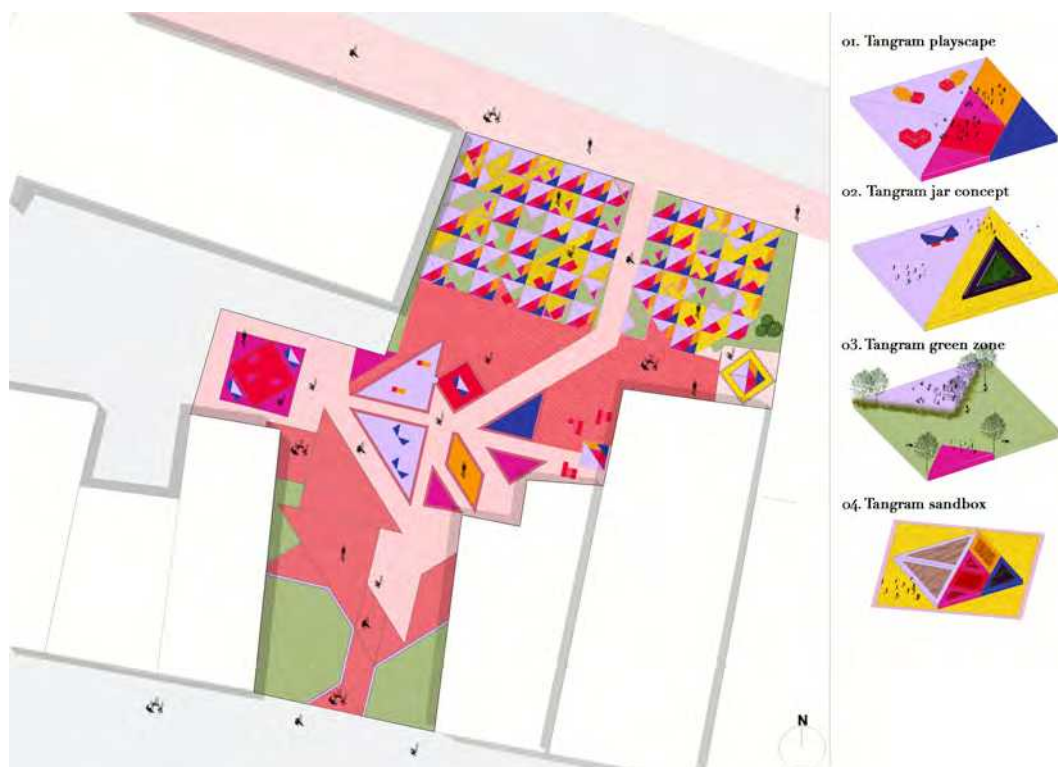 01. Tangram playscape
02. Tangram jar concept
03. Tangram green zone
04. Tangram sandbox
N